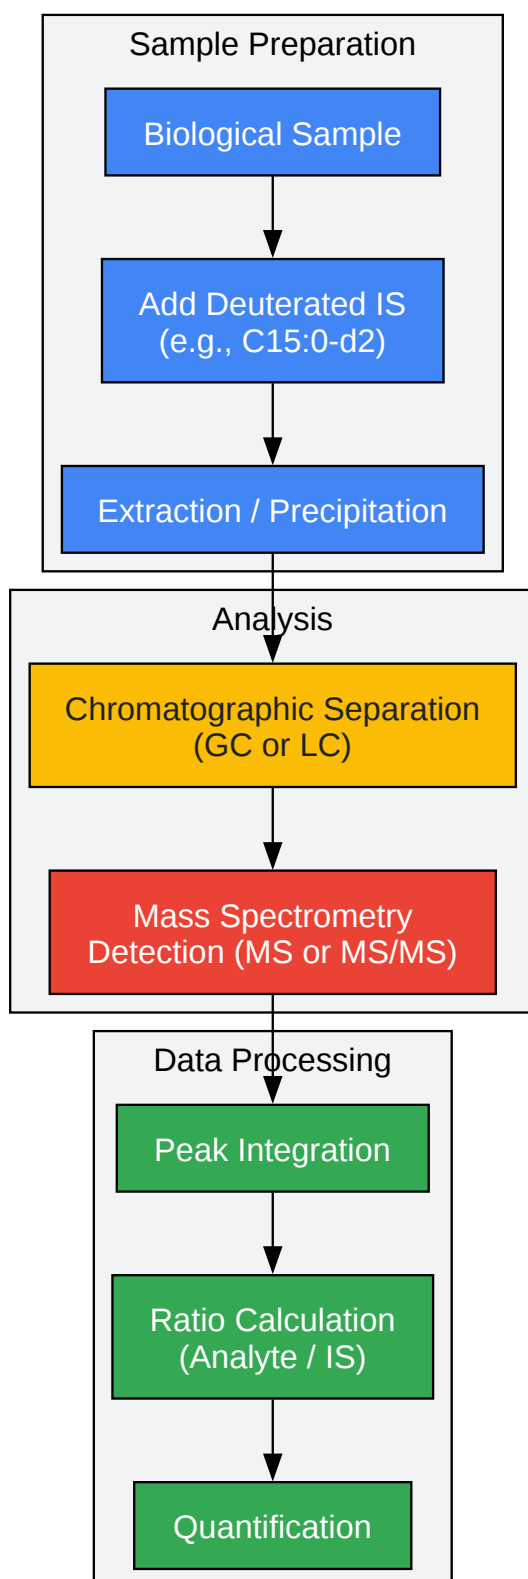 Sample Preparation
Biological Sample
Add Deuterated IS
(e.g., C15:0-d2)
Extraction / Precipitation
Analysis
Chromatographic Separation
(GC or LC)
Mass Spectrometry
Detection (MS or MS/MS)
Data Processing
Peak Integration
Ratio Calculation
(Analyte / IS)
Quantification